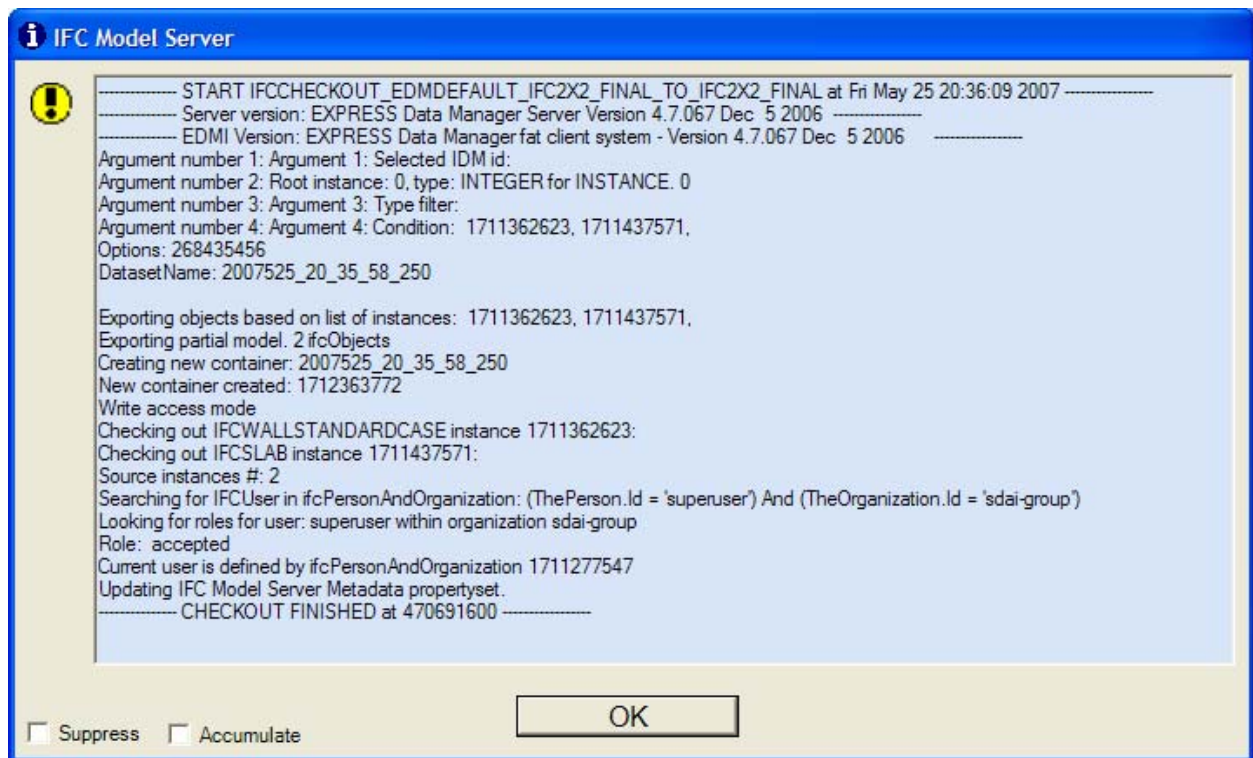 IFC Model Server
--------------- START IFCCHECKOUT_EDMDEFAULT_IFC2X2_FINAL_TO_IFC2X2_FINAL at Fri May 25 20:36:09 2007 -----------------
--------------- Server version: EXPRESS Data Manager Server Version 4.7.067 Dec  5 2006  -----------------
--------------- EDMI Version: EXPRESS Data Manager fat client system - Version 4.7.067 Dec  5 2006      -----------------
Argument number 1: Argument 1: Selected IDM id:
Argument number 2: Root instance: 0, type: INTEGER for INSTANCE. 0
Argument number 3: Argument 3: Type filter:
Argument number 4: Argument 4: Condition:  1711362623, 1711437571,
Options: 268435456
DatasetName: 2007525_20_35_58_250
Exporting objects based on list of instances:  1711362623, 1711437571,
Exporting partial model. 2 ifcObjects
Creating new container: 2007525_20_35_58_250
New container created: 1712363772
Write access mode
Checking out IFCWALLSTANDARDCASE instance 1711362623:
Checking out IFCSLAB instance 1711437571:
Source instances #: 2
Searching for IFCUser in ifcPersonAndOrganization: (ThePerson.Id = 'superuser') And (TheOrganization.Id = 'sdai-group')
Looking for roles for user: superuser within organization sdai-group
Role:  accepted
Current user is defined by ifcPersonAndOrganization 1711277547
Updating IFC Model Server Metadata propertyset.
--------------- CHECKOUT FINISHED at 470691600 -----------------
OK
Suppress
Accumulate